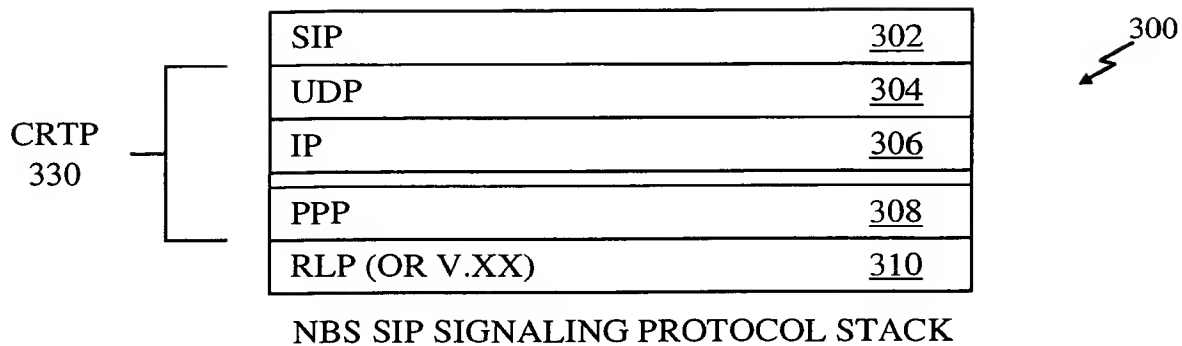 SIP 302
300
UDP 304
CRTP
330
IP 306
PPP 308
RLP (OR V.XX) 310
NBS SIP SIGNALING PROTOCOL STACK